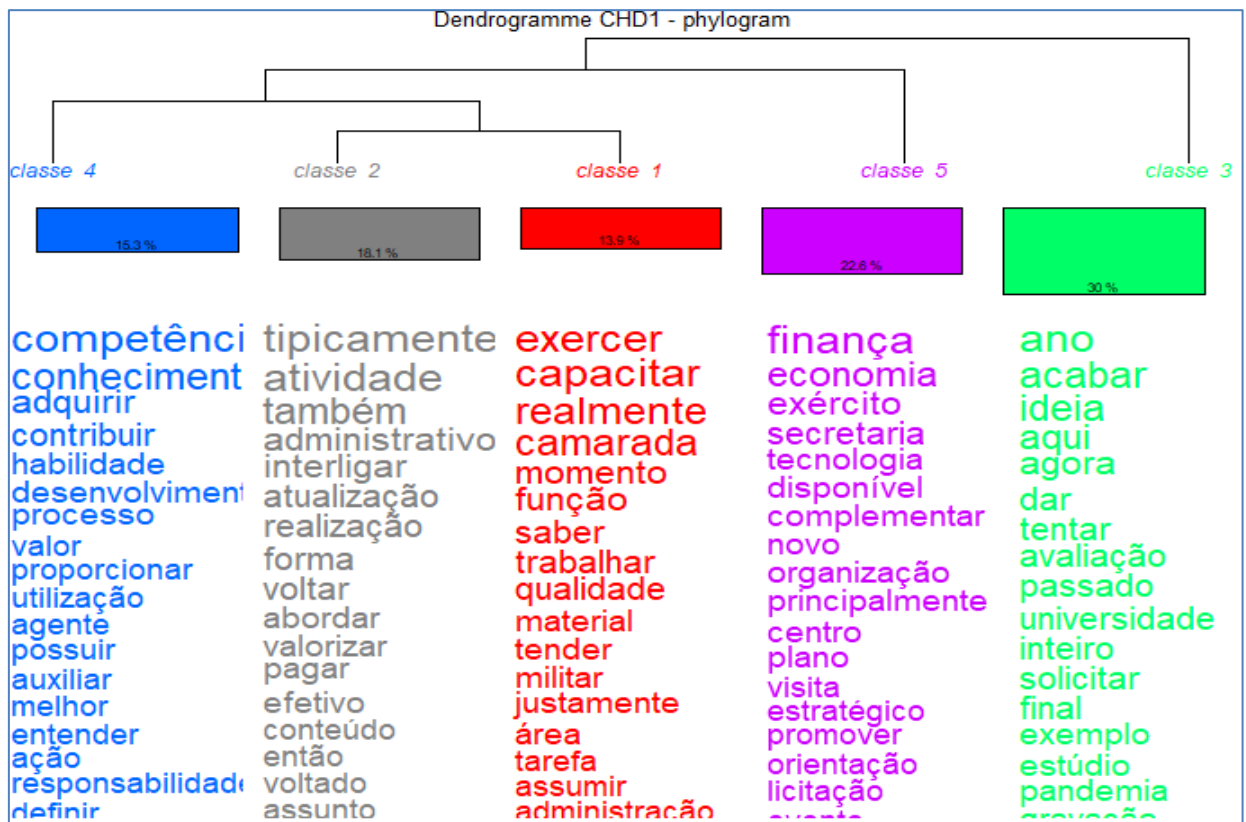 Dendrogramme CHD1 - phylogram
classe 4
classe 2
classe 1
classe 5
classe 3
15.3 %
18.1 %
13.9 %
22.6 %
30 %
competênci
conheciment
adquirir
contribuir
habilidade
desenvolviment
processo
valor
proporcionar
utilização
agente
possuir
auxiliar
melhor
entender
ação
responsabilidade
definir
tipicamente
atividade
também
administrativo
interligar
atualização
realização
forma
voltar
abordar
valorizar
pagar
efetivo
conteúdo
então
voltado
assunto
exercer
capacitar
realmente
camarada
momento
função
saber
trabalhar
qualidade
material
tender
militar
justamente
área
tarefa
assumir
administração
finança
economia
exército
secretaria
tecnologia
disponível
complementar
novo
organização
principalmente
centro
plano
visita
estratégico
promover
orientação
licitação
evento
ano
acabar
ideia
aqui
agora
dar
tentar
avaliação
passado
universidade
inteiro
solicitar
final
exemplo
estúdio
pandemia
gravação